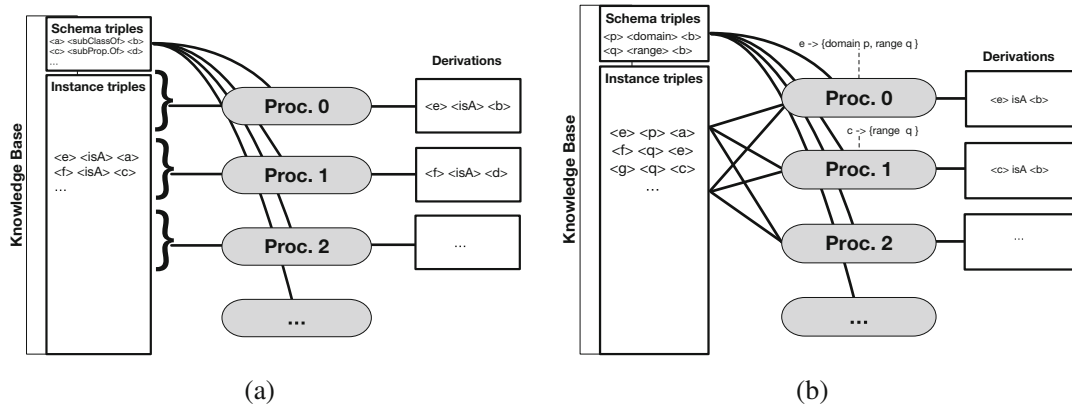 Knowledge Base
Schema triples
<a> <subClassOf> <b>
<c> <subProp.Of> <d>
...
Instance triples
<e> <isA> <a>
<f> <isA> <c>
...
Proc. 0
Proc. 1
Proc. 2
...
Derivations
<e> <isA> <b>
<f> <isA> <d>
...
(a)
Knowledge Base
Schema triples
<p> <domain> <b>
<q> <range> <b>
Instance triples
<e> <p> <a>
<f> <q> <e>
<g> <q> <c>
...
e -> {domain p, range q }
Proc. 0
c -> {range q }
Proc. 1
Proc. 2
...
Derivations
<e> isA <b>
<c> isA <b>
...
(b)